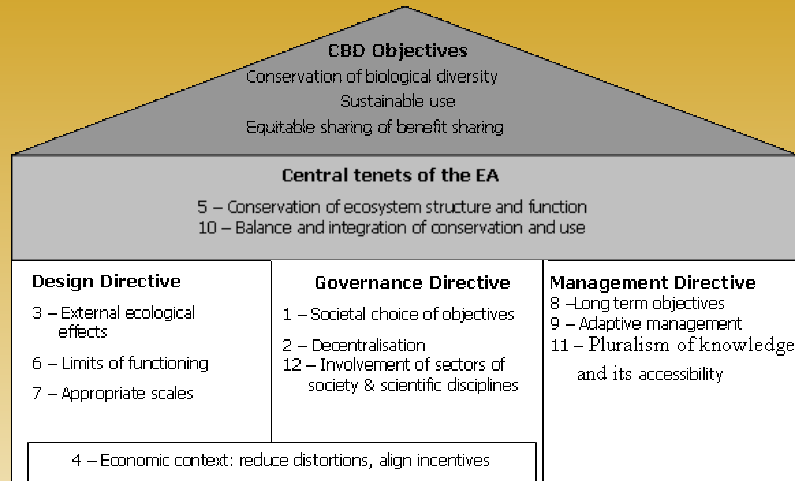 CBD Objectives
Conservation of biological diversity
Sustainable use
Equitable sharing of benefit sharing
Central tenets of the EA
5 – Conservation of ecosystem structure and function
10 – Balance and integration of conservation and use
Design Directive
3 – External ecological
effects
6 – Limits of functioning
7 – Appropriate scales
Governance Directive
1 – Societal choice of objectives
2 – Decentralisation
12 – Involvement of sectors of
society & scientific disciplines
Management Directive
8 –Long term objectives
9 – Adaptive management
11 – Pluralism of knowledge
and its accessibility
4 – Economic context: reduce distortions, align incentives